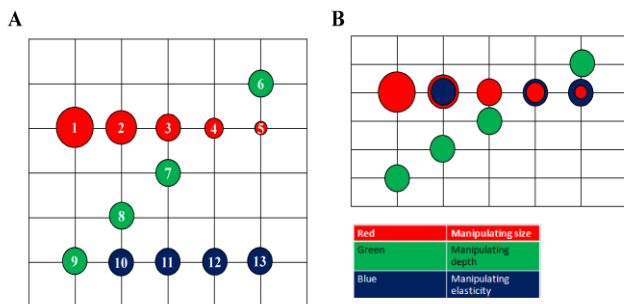 A
B
6
1 2 3 4 5
7
8
9 10 11 12 13
Red Manipulating size
Green Manipulating
depth
Blue Manipulating
elasticity